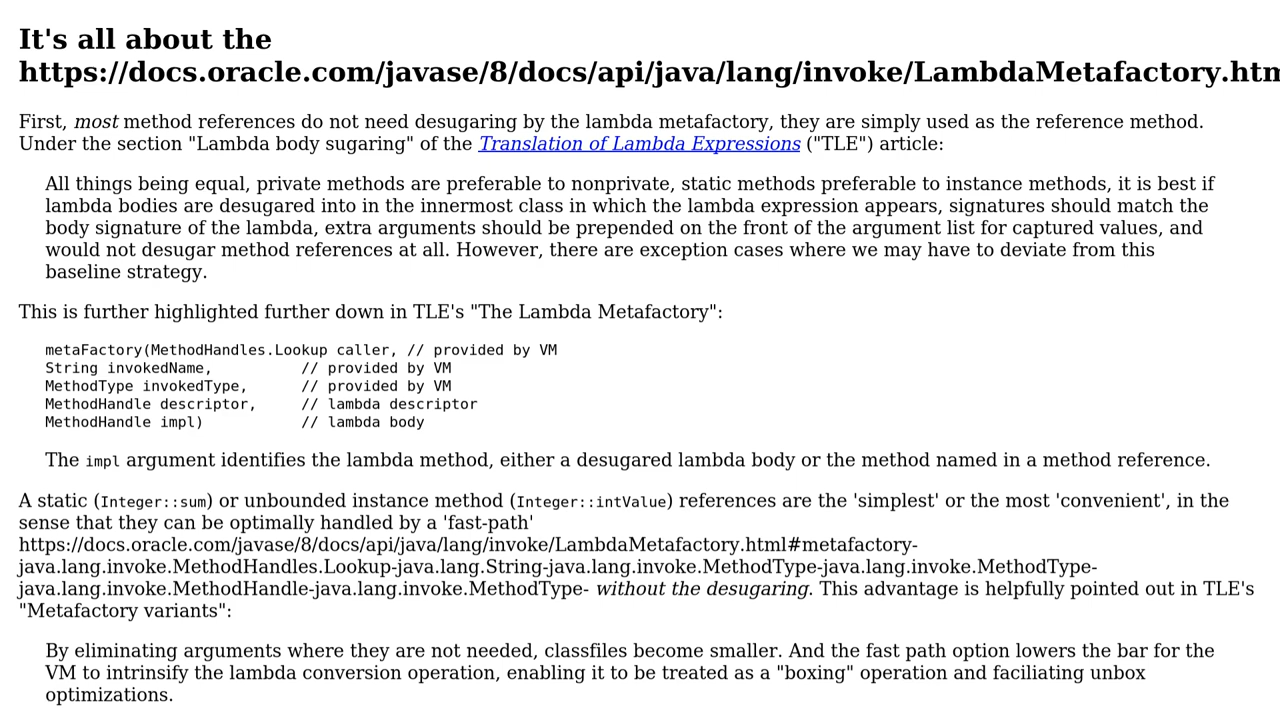 It's all about the
https://docs.oracle.com/javase/8/docs/api/java/lang/invoke/LambdaMetafactory.htm
First, most method references do not need desugaring by the lambda metafactory, they are simply used as the reference method.
Under the section "Lambda body sugaring" of the Translation of Lambda Expressions ("TLE") article:
All things being equal, private methods are preferable to nonprivate, static methods preferable to instance methods, it is best if
lambda bodies are desugared into in the innermost class in which the lambda expression appears, signatures should match the
body signature of the lambda, extra arguments should be prepended on the front of the argument list for captured values, and
would not desugar method references at all. However, there are exception cases where we may have to deviate from this
baseline strategy.
This is further highlighted further down in TLE's "The Lambda Metafactory":
metaFactory(MethodHandles.Lookup caller, // provided by VM
String invokedName,          // provided by VM
MethodType invokedType,      // provided by VM
MethodHandle descriptor,     // lambda descriptor
MethodHandle impl)           // lambda body
The impl argument identifies the lambda method, either a desugared lambda body or the method named in a method reference.
A static (Integer::sum) or unbounded instance method (Integer::intValue) references are the 'simplest' or the most 'convenient', in the
sense that they can be optimally handled by a 'fast-path'
https://docs.oracle.com/javase/8/docs/api/java/lang/invoke/LambdaMetafactory.html#metafactory-
java.lang.invoke.MethodHandles.Lookup-java.lang.String-java.lang.invoke.MethodType-java.lang.invoke.MethodType-
java.lang.invoke.MethodHandle-java.lang.invoke.MethodType- without the desugaring. This advantage is helpfully pointed out in TLE's
"Metafactory variants":
By eliminating arguments where they are not needed, classfiles become smaller. And the fast path option lowers the bar for the
VM to intrinsify the lambda conversion operation, enabling it to be treated as a "boxing" operation and faciliating unbox
optimizations.